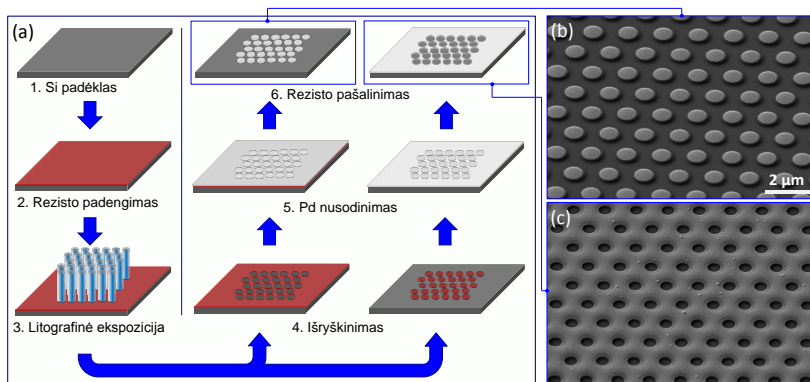 (a)
1. Si padėklas
2. Rezisto padengimas
3. Litografinė ekspozicija
4. Išryškinimas
5. Pd nusodinimas
6. Rezisto pašalinimas
(b)
2 µm
(c)